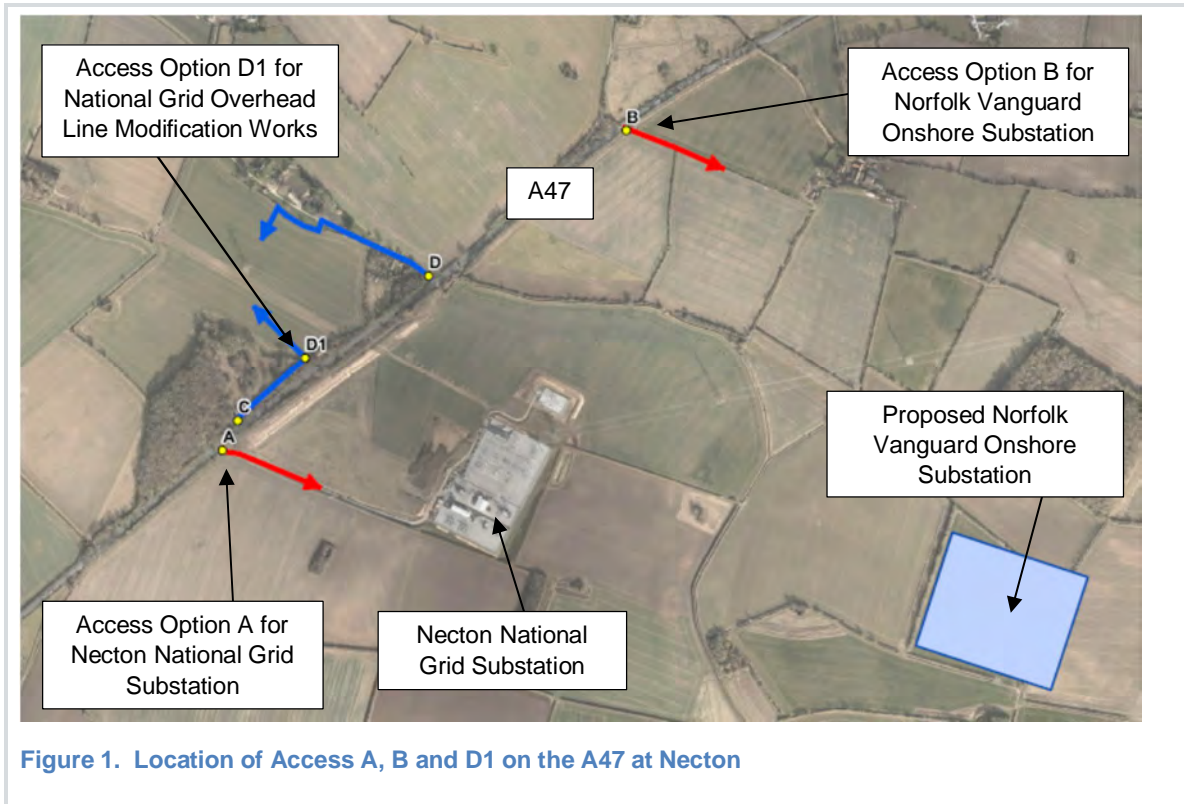 Access Option D1 for
National Grid Overhead
Line Modification Works
Access Option B for
Norfolk Vanguard
Onshore Substation
B
A47
D
D1
C
A
Proposed Norfolk
Vanguard Onshore
Substation
Access Option A for
Necton National Grid
Substation
Necton National
Grid Substation
Figure 1. Location of Access A, B and D1 on the A47 at Necton